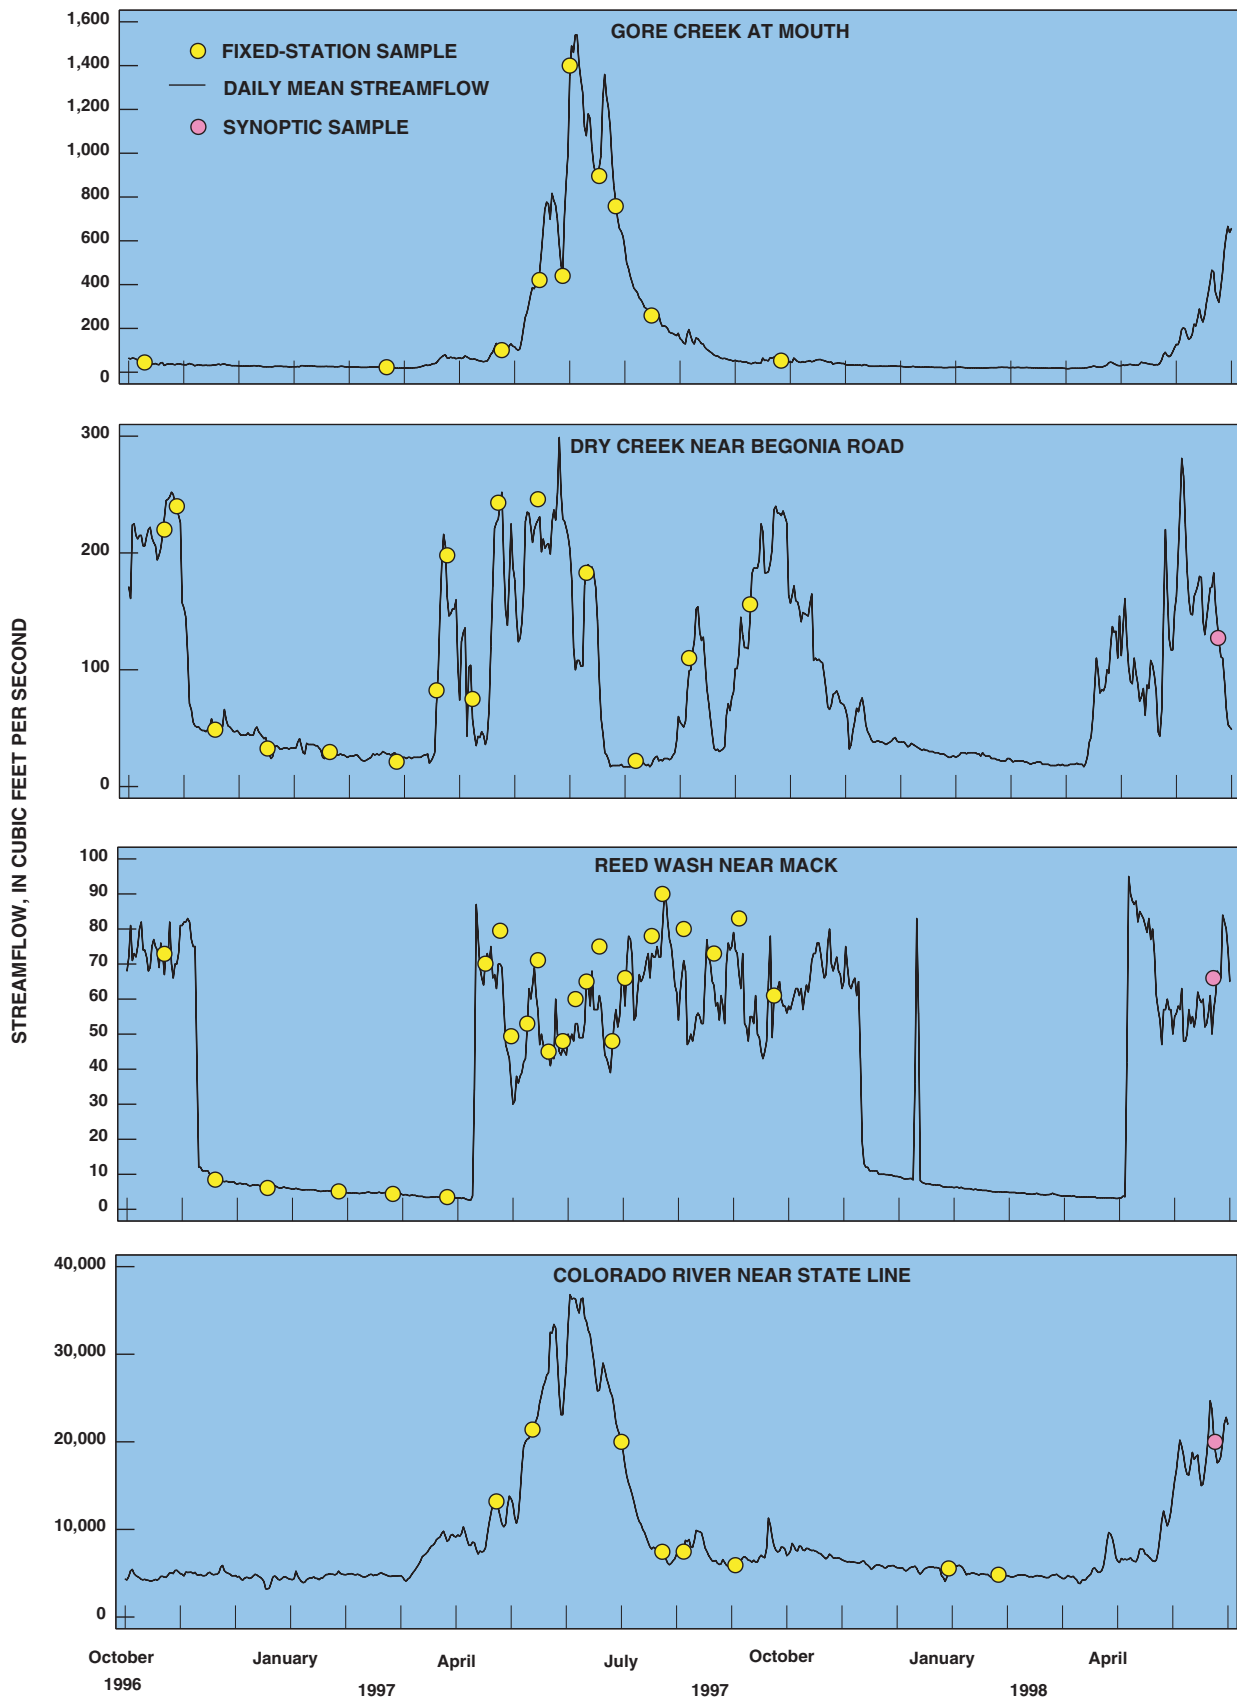 STREAMFLOW, IN CUBIC FEET PER SECOND
GORE CREEK AT MOUTH
FIXED-STATION SAMPLE
DAILY MEAN STREAMFLOW
SYNOPTIC SAMPLE
1,600
1,400
1,200
1,000
800
600
400
200
0
DRY CREEK NEAR BEGONIA ROAD
300
200
100
0
REED WASH NEAR MACK
100
90
80
70
60
50
40
30
20
10
0
COLORADO RIVER NEAR STATE LINE
40,000
30,000
20,000
10,000
0
October January April July October January April
1996 1997 1997 1998